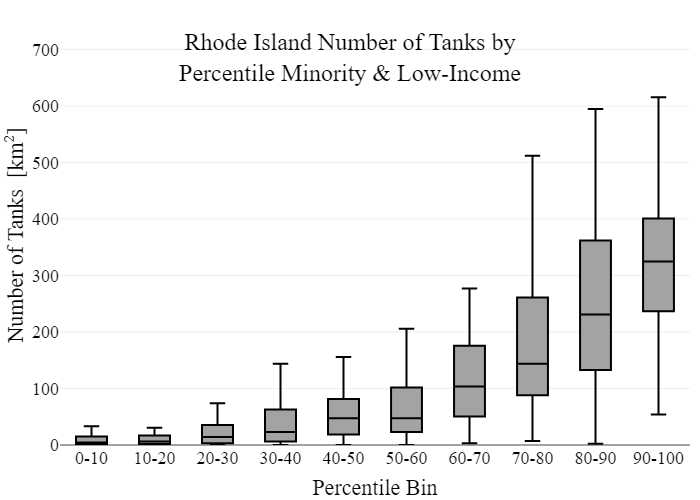 Rhode Island Number of Tanks by
Percentile Minority & Low-Income
Number of Tanks [km²]
700
600
500
400
300
200
100
0
0-10 10-20 20-30 30-40 40-50 50-60 60-70 70-80 80-90 90-100
Percentile Bin